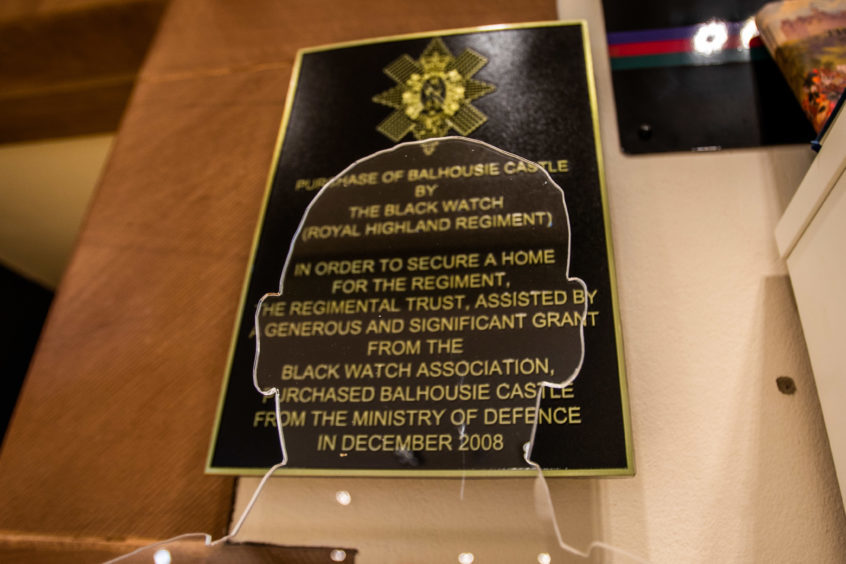 PURCHASE OF BALHOUSIE CASTLE
BY
THE BLACK WATCH
(ROYAL HIGHLAND REGIMENT)
IN ORDER TO SECURE A HOME
FOR THE REGIMENT,
THE REGIMENTAL TRUST, ASSISTED BY
A GENEROUS AND SIGNIFICANT GRANT
FROM THE
BLACK WATCH ASSOCIATION,
PURCHASED BALHOUSIE CASTLE
FROM THE MINISTRY OF DEFENCE
IN DECEMBER 2008